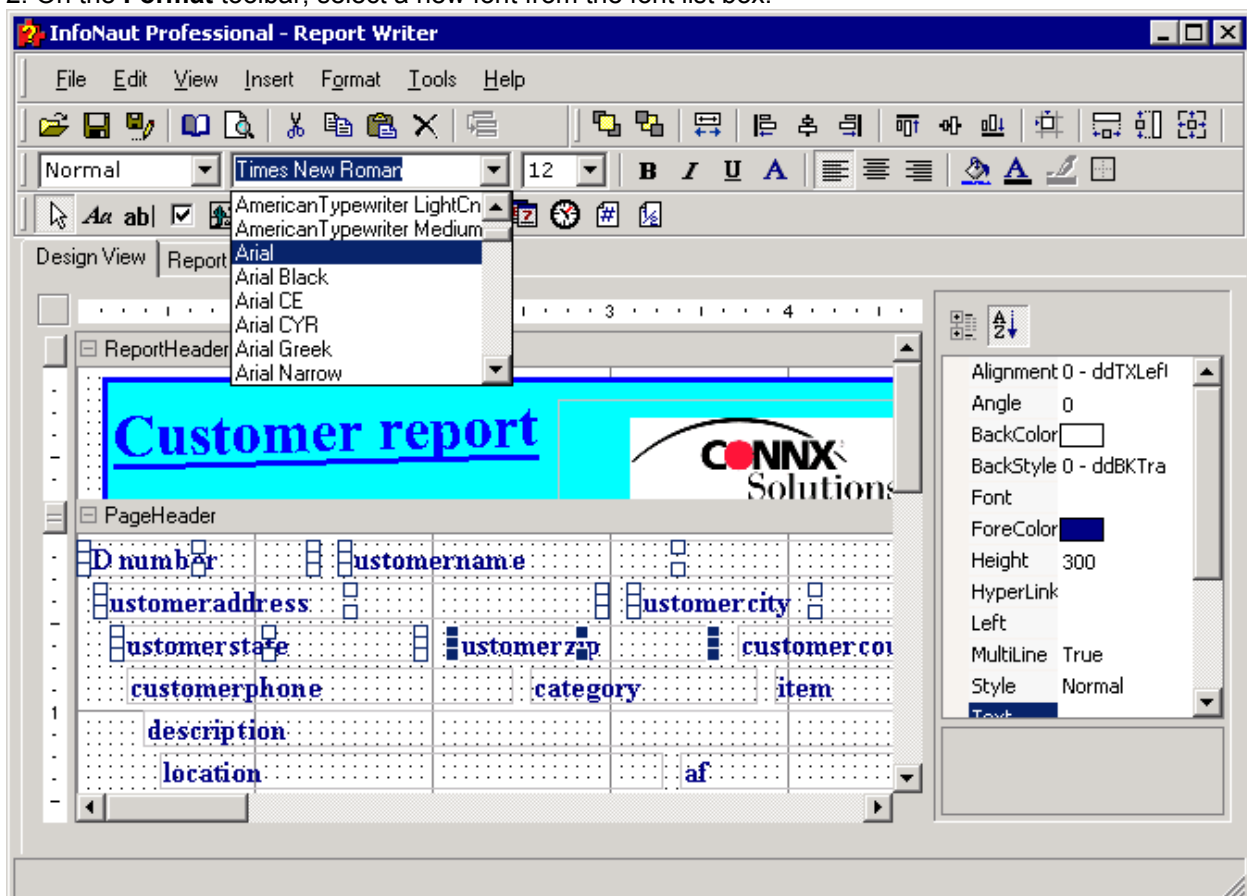 2. On the Format toolbar, select a new font from the font list box.
InfoNaut Professional - Report Writer
File Edit View Insert Format Tools Help
Normal Times New Roman 12 B I U A
Aa ab|
AmericanTypewriter LightCn
AmericanTypewriter Medium
Arial
Arial Black
Arial CE
Arial CYR
Arial Greek
Arial Narrow
Design View Report
3 4
ReportHeader
Customer report
CONNX
Solutions
PageHeader
D number ustomername
ustomeraddress ustomercity
ustomerstate ustomerzip customercou
customerphone category item
1
description
location af
Alignment 0 - ddTXLeft
Angle 0
BackColor
BackStyle 0 - ddBKTra
Font
ForeColor
Height 300
HyperLink
Left
MultiLine True
Style Normal
Text